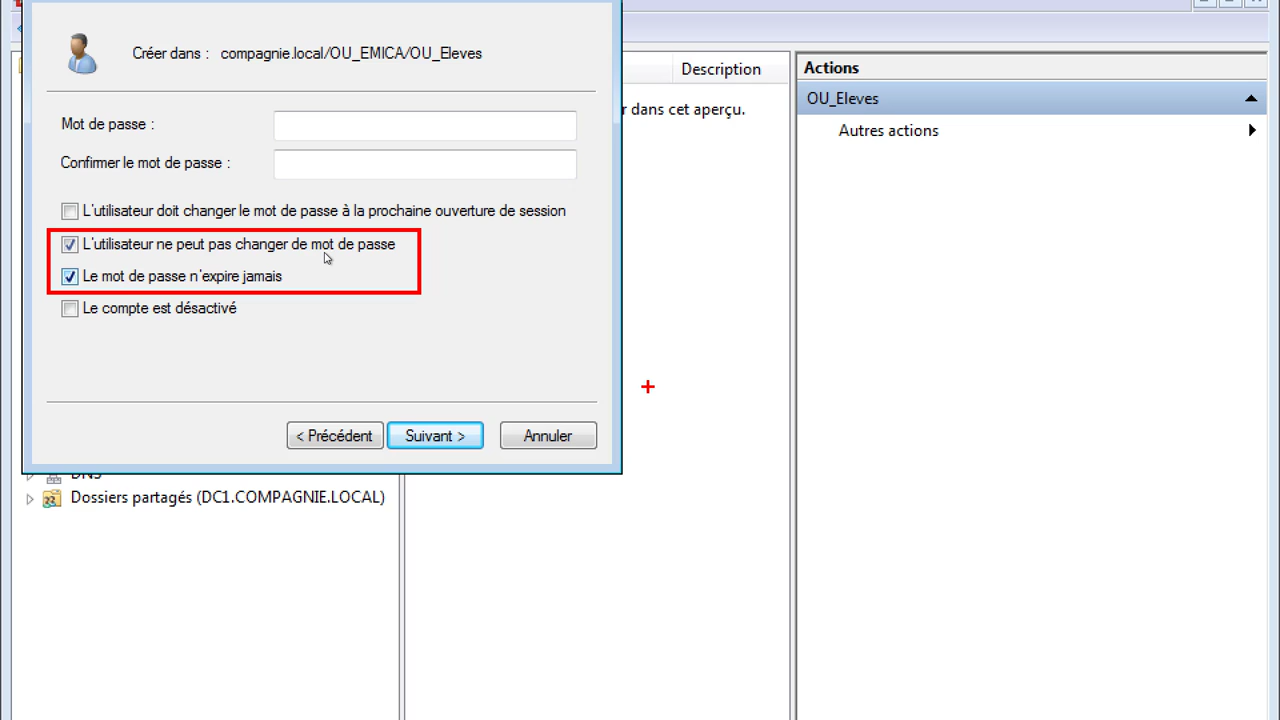 Créer dans : compagnie.local/OU_EMICA/OU_Eleves
Mot de passe :
Confirmer le mot de passe :
L'utilisateur doit changer le mot de passe à la prochaine ouverture de session
L'utilisateur ne peut pas changer de mot de passe
Le mot de passe n'expire jamais
Le compte est désactivé
< Précédent
Suivant >
Annuler
Dossiers partagés (DC1.COMPAGNIE.LOCAL)
Description
dans cet aperçu.
Actions
OU_Eleves
Autres actions